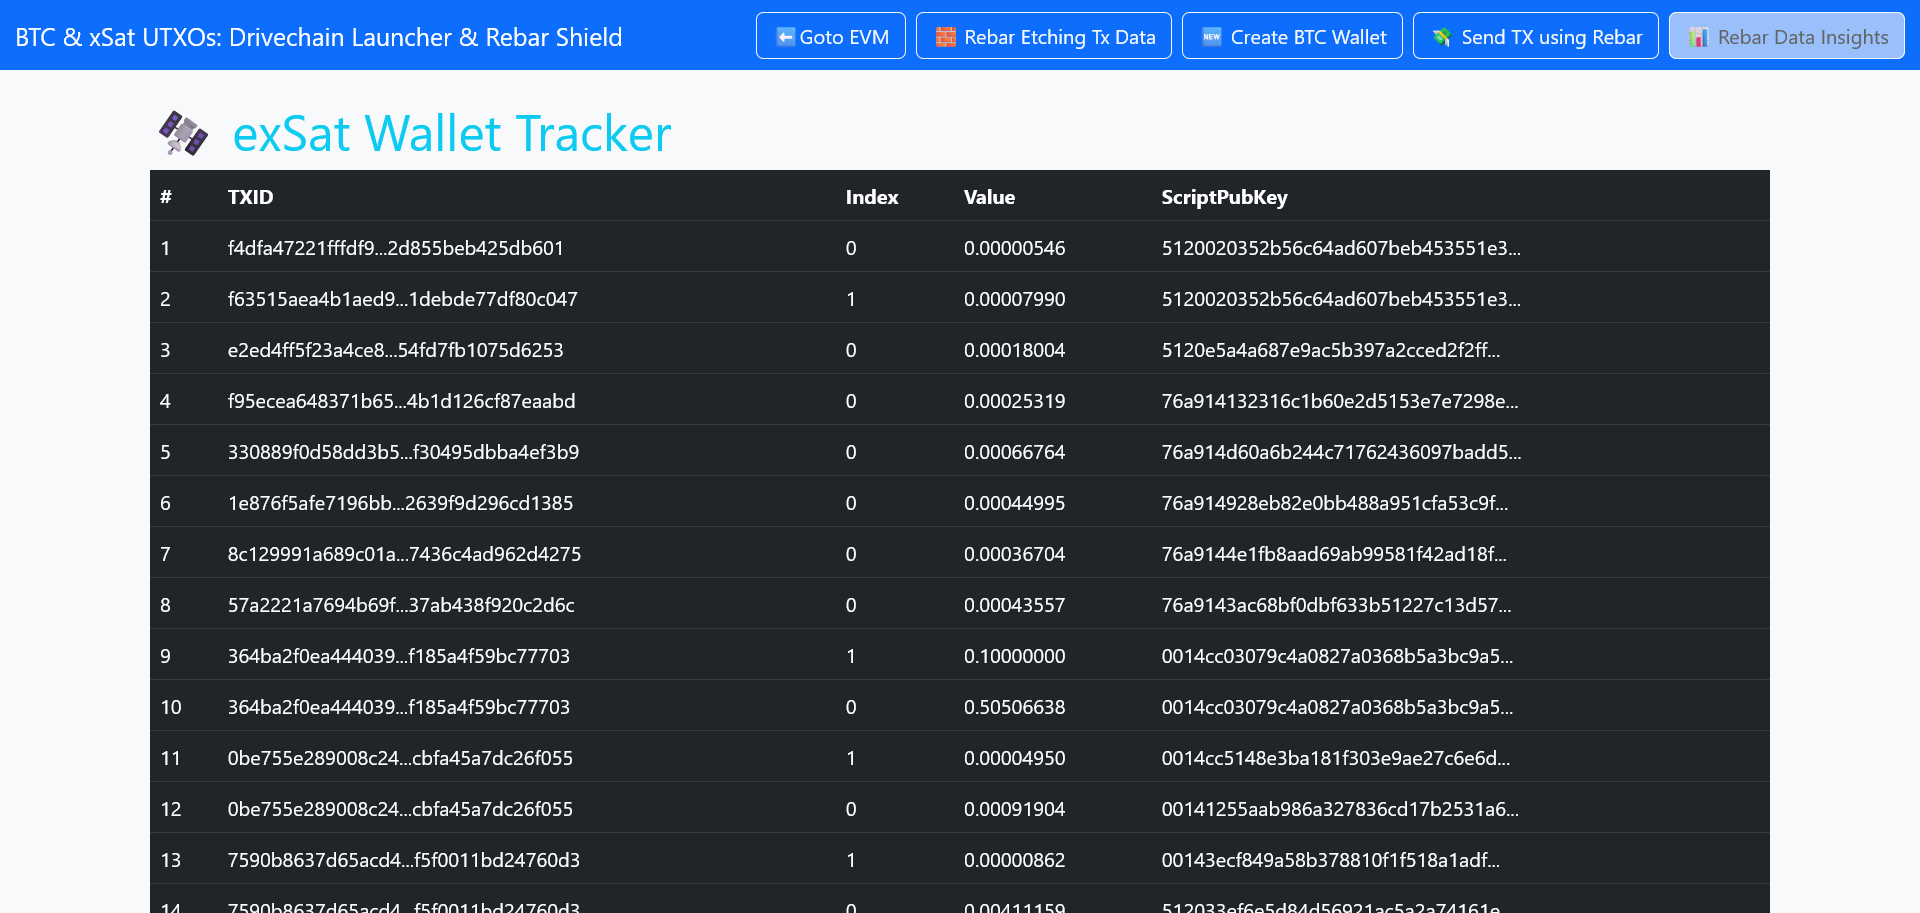 BTC & xSat UTXOs: Drivechain Launcher & Rebar Shield Goto EVM Rebar Etching Tx Data NEW Create BTC Wallet Send TX using Rebar Rebar Data Insights
exSat Wallet Tracker
# TXID Index Value ScriptPubKey
1 f4dfa47221fffdf9...2d855beb425db601 0 0.00000546 5120020352b56c64ad607beb453551e3...
2 f63515aea4b1aed9...1debde77df80c047 1 0.00007990 5120020352b56c64ad607beb453551e3...
3 e2ed4ff5f23a4ce8...54fd7fb1075d6253 0 0.00018004 5120e5a4a687e9ac5b397a2cced2f2ff...
4 f95ecea648371b65...4b1d126cf87eaabd 0 0.00025319 76a914132316c1b60e2d5153e7e7298e...
5 330889f0d58dd3b5...f30495dbba4ef3b9 0 0.00066764 76a914d60a6b244c71762436097badd5...
6 1e876f5afe7196bb...2639f9d296cd1385 0 0.00044995 76a914928eb82e0bb488a951cfa53c9f...
7 8c129991a689c01a...7436c4ad962d4275 0 0.00036704 76a9144e1fb8aad69ab99581f42ad18f...
8 57a2221a7694b69f...37ab438f920c2d6c 0 0.00043557 76a9143ac68bf0dbf633b51227c13d57...
9 364ba2f0ea444039...f185a4f59bc77703 1 0.10000000 0014cc03079c4a0827a0368b5a3bc9a5...
10 364ba2f0ea444039...f185a4f59bc77703 0 0.50506638 0014cc03079c4a0827a0368b5a3bc9a5...
11 0be755e289008c24...cbfa45a7dc26f055 1 0.00004950 0014cc5148e3ba181f303e9ae27c6e6d...
12 0be755e289008c24...cbfa45a7dc26f055 0 0.00091904 00141255aab986a327836cd17b2531a6...
13 7590b8637d65acd4...f5f0011bd24760d3 1 0.00000862 00143ecf849a58b378810f1f518a1adf...
14 7590b8637d65acd4...f5f0011bd24760d3 0 0.00411159